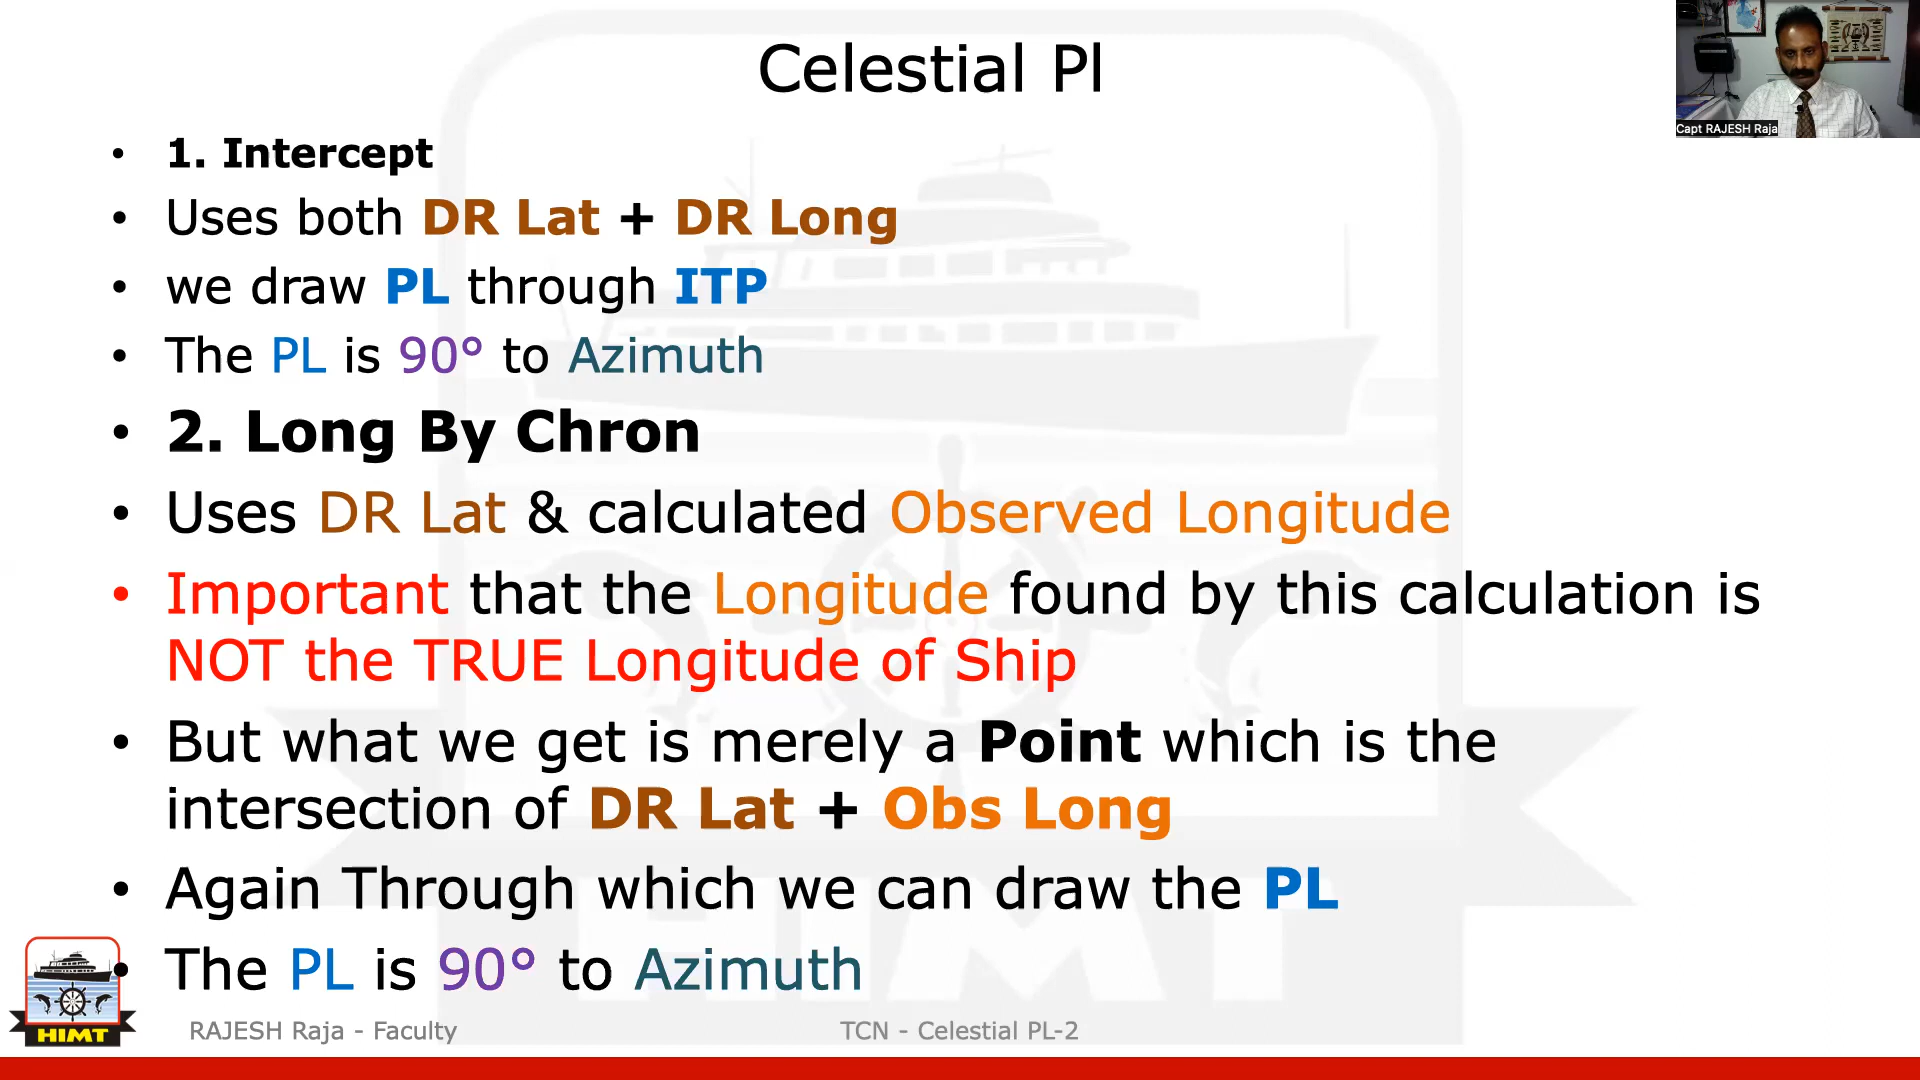 Celestial Pl
Capt RAJESH Raja
• 1. Intercept
• Uses both DR Lat + DR Long
• we draw PL through ITP
• The PL is 90° to Azimuth
• 2. Long By Chron
• Uses DR Lat & calculated Observed Longitude
• Important that the Longitude found by this calculation is
NOT the TRUE Longitude of Ship
• But what we get is merely a Point which is the
intersection of DR Lat + Obs Long
• Again Through which we can draw the PL
• The PL is 90° to Azimuth
HIMT
HIMT
RAJESH Raja - Faculty
TCN - Celestial PL-2